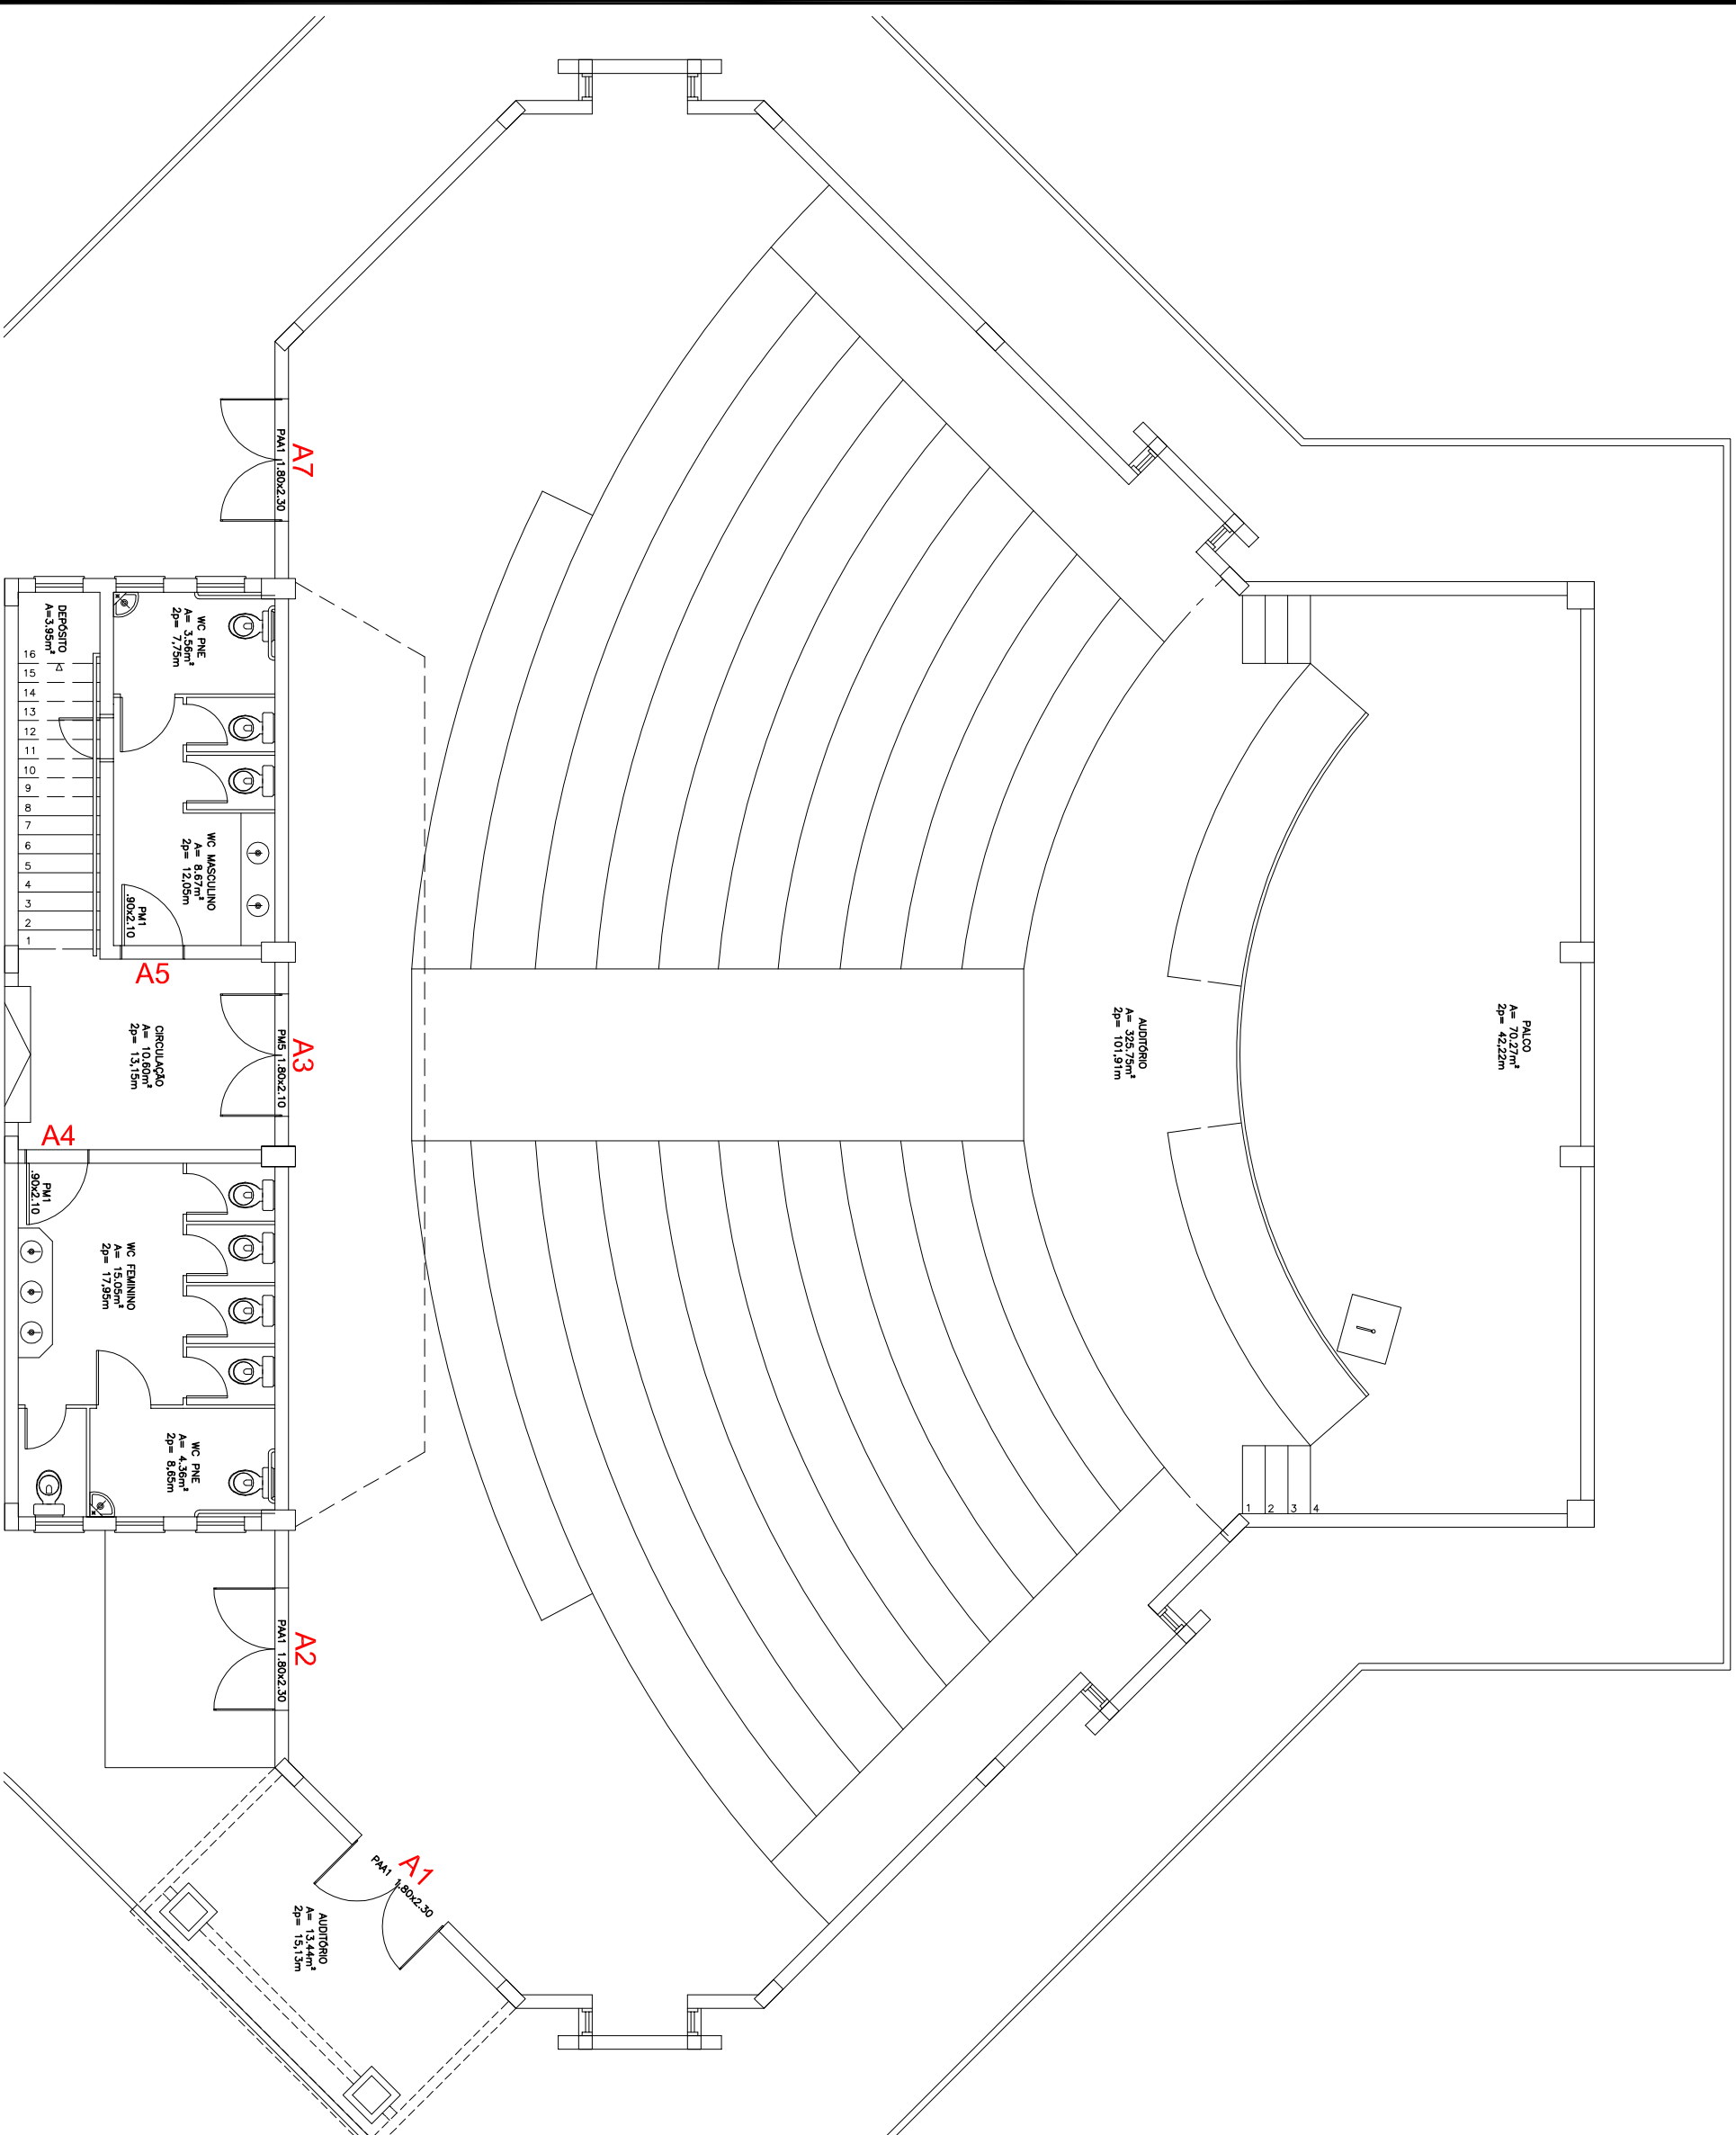 A7
PAA1 1.80x2.30
DEPÓSITO
A=3.95m²
WC PNE
A= 3.56m²
2p= 7,75m
16
15
14
13
12
11
10
9
8
7
6
5
4
3
2
1
WC MASCULINO
A= 8.67m²
2p= 12,05m
PM1
.90x2.10
A5
A3
PM5 1.80x2.10
CIRCULAÇÃO
A= 10.60m²
2p= 13,15m
AUDITÓRIO
A= 325.75m²
2p= 101,91m
PALCO
A= 70.27m²
2p= 42,22m
A4
PM1
.90x2.10
WC FEMININO
A= 15.05m²
2p= 17,95m
WC PNE
A= 4.36m²
2p= 8,65m
1
2
3
4
A2
PAA1 1.80x2.30
A1
PAA1 1.80x2.30
AUDITÓRIO
A= 13.44m²
2p= 15,13m